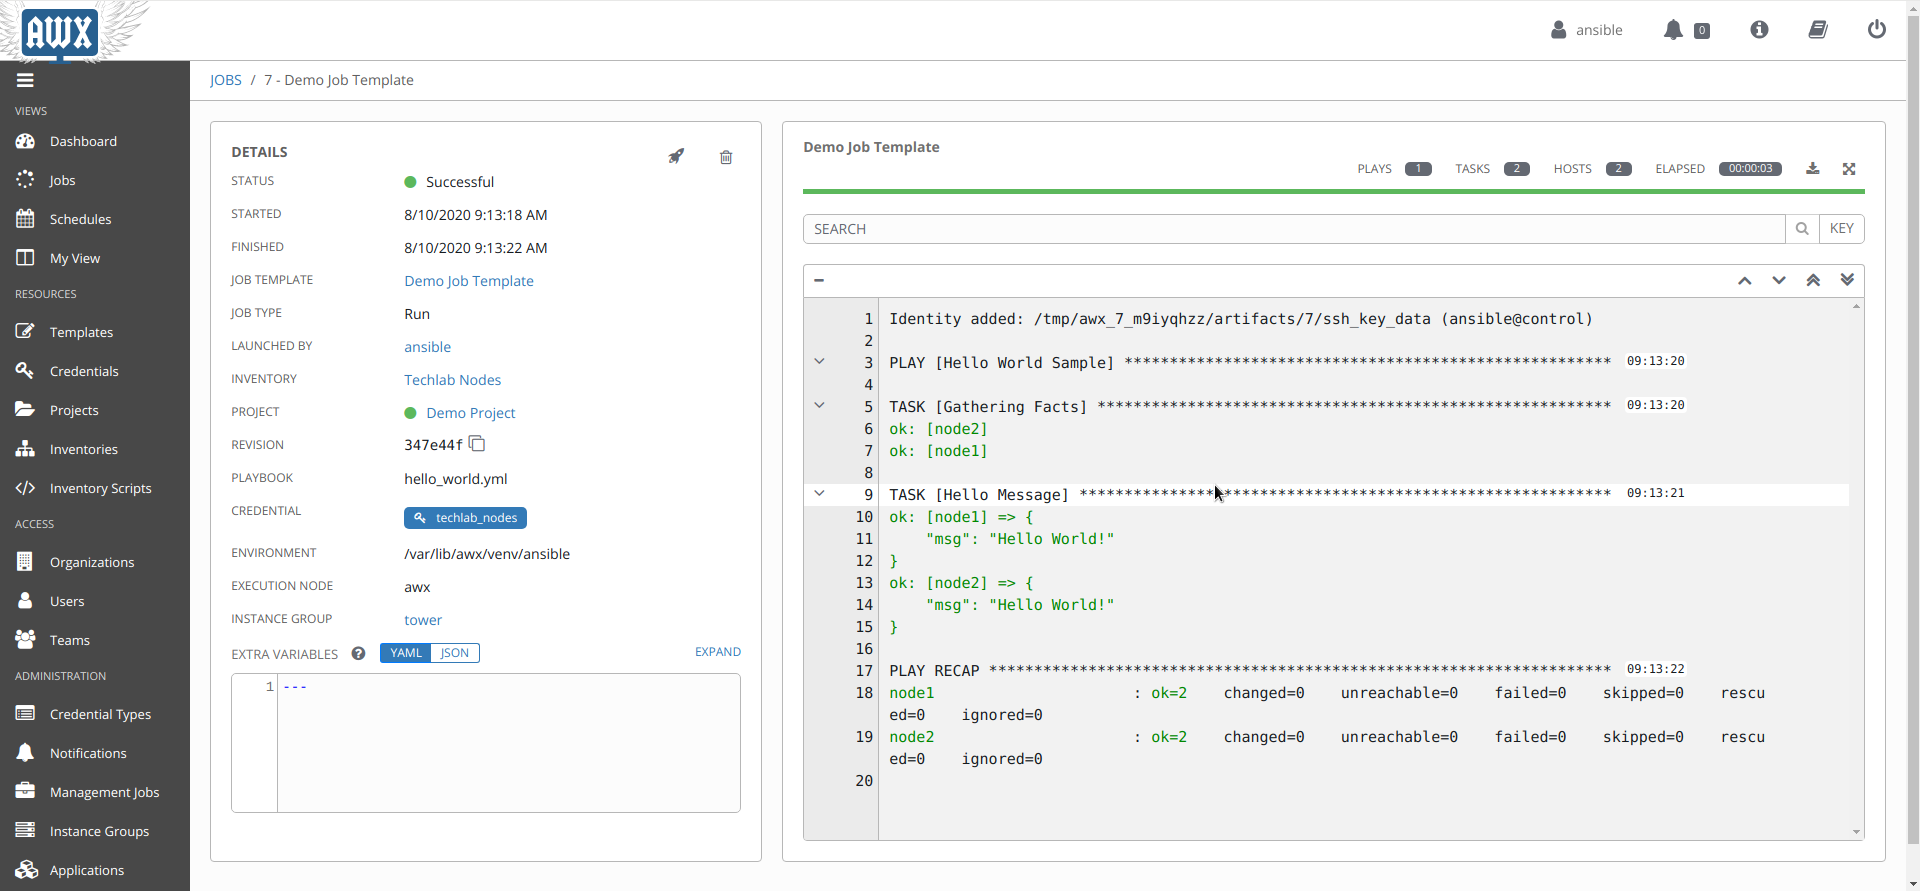 AWX
ansible
0
JOBS / 7 - Demo Job Template
VIEWS
Dashboard
Jobs
Schedules
My View
RESOURCES
Templates
Credentials
Projects
Inventories
Inventory Scripts
ACCESS
Organizations
Users
Teams
ADMINISTRATION
Credential Types
Notifications
Management Jobs
Instance Groups
Applications
DETAILS
STATUS Successful
STARTED 8/10/2020 9:13:18 AM
FINISHED 8/10/2020 9:13:22 AM
JOB TEMPLATE Demo Job Template
JOB TYPE Run
LAUNCHED BY ansible
INVENTORY Techlab Nodes
PROJECT Demo Project
REVISION 347e44f
PLAYBOOK hello_world.yml
CREDENTIAL techlab_nodes
ENVIRONMENT /var/lib/awx/venv/ansible
EXECUTION NODE awx
INSTANCE GROUP tower
EXTRA VARIABLES ? YAML JSON EXPAND
1 ---
Demo Job Template
PLAYS 1 TASKS 2 HOSTS 2 ELAPSED 00:00:03
SEARCH KEY
1 Identity added: /tmp/awx_7_m9iyqhzz/artifacts/7/ssh_key_data (ansible@control)
2
3 PLAY [Hello World Sample] ****************************************************** 09:13:20
4
5 TASK [Gathering Facts] ********************************************************* 09:13:20
6 ok: [node2]
7 ok: [node1]
8
9 TASK [Hello Message] *********************************************************** 09:13:21
10 ok: [node1] => {
11     "msg": "Hello World!"
12 }
13 ok: [node2] => {
14     "msg": "Hello World!"
15 }
16
17 PLAY RECAP ********************************************************************* 09:13:22
18 node1                      : ok=2    changed=0    unreachable=0    failed=0    skipped=0    rescu
ed=0    ignored=0
19 node2                      : ok=2    changed=0    unreachable=0    failed=0    skipped=0    rescu
ed=0    ignored=0
20